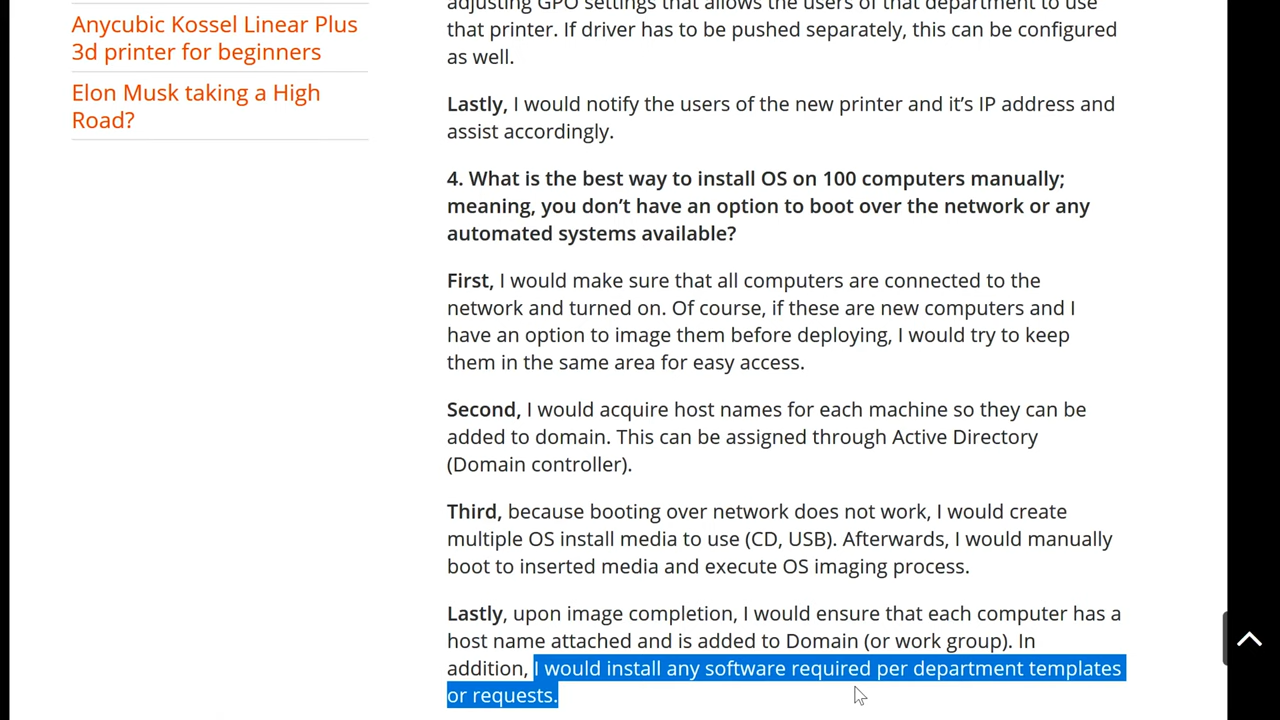 Anycubic Kossel Linear Plus
3d printer for beginners
Elon Musk taking a High
Road?
adjusting GPO settings that allows the users of that department to use
that printer. If driver has to be pushed separately, this can be configured
as well.
Lastly, I would notify the users of the new printer and it’s IP address and
assist accordingly.
4. What is the best way to install OS on 100 computers manually;
meaning, you don’t have an option to boot over the network or any
automated systems available?
First, I would make sure that all computers are connected to the
network and turned on. Of course, if these are new computers and I
have an option to image them before deploying, I would try to keep
them in the same area for easy access.
Second, I would acquire host names for each machine so they can be
added to domain. This can be assigned through Active Directory
(Domain controller).
Third, because booting over network does not work, I would create
multiple OS install media to use (CD, USB). Afterwards, I would manually
boot to inserted media and execute OS imaging process.
Lastly, upon image completion, I would ensure that each computer has a
host name attached and is added to Domain (or work group). In
addition, I would install any software required per department templates
or requests.